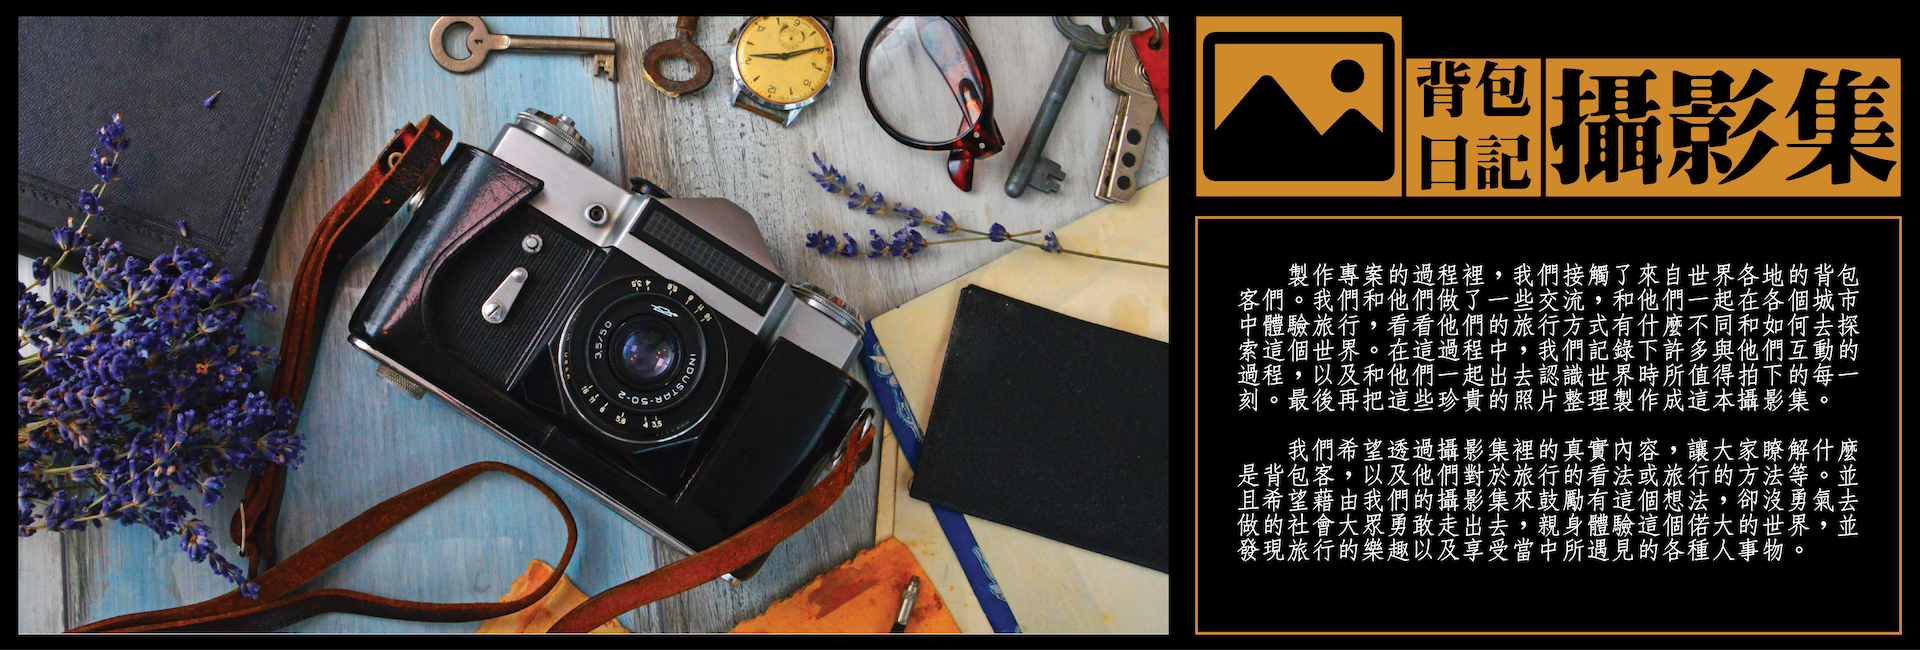 背包
日記
攝影集
製作專案的過程裡，我們接觸了來自世界各地的背包
客們。我們和他們做了一些交流，和他們一起在各個城市
中體驗旅行，看看他們的旅行方式有什麼不同和如何去探
索這個世界。在這過程中，我們記錄下許多與他們互動的
過程，以及和他們一起出去認識世界時所值得拍下的每一
刻。最後再把這些珍貴的照片整理製作成這本攝影集。
我們希望透過攝影集裡的真實內容，讓大家瞭解什麼
是背包客，以及他們對於旅行的看法或旅行的方法等。並
且希望藉由我們的攝影集來鼓勵有這個想法，卻沒勇氣去
做的社會大眾勇敢走出去，親身體驗這個偌大的世界，並
發現旅行的樂趣以及享受當中所遇見的各種人事物。
3,5/50
INDUSTAR-50-2